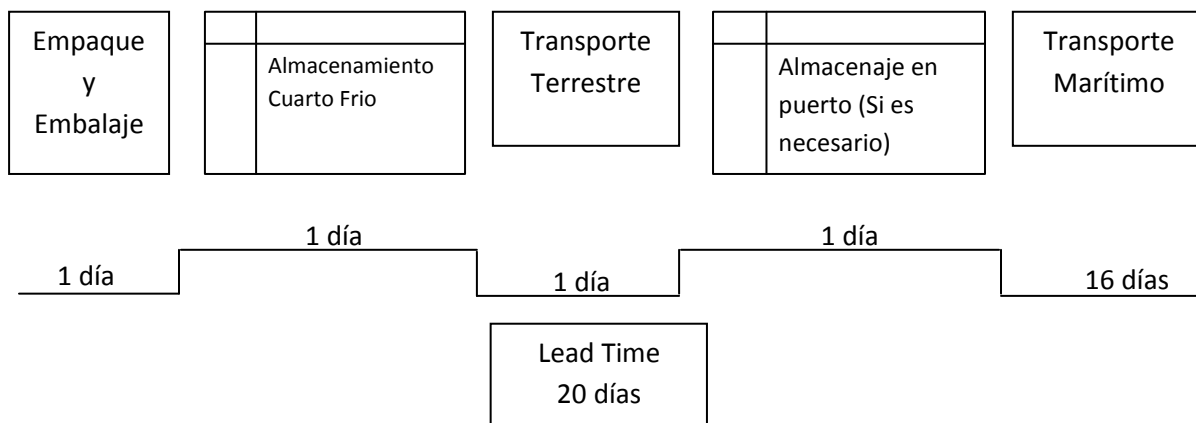 Empaque
y
Embalaje
Almacenamiento
Cuarto Frio
Transporte
Terrestre
Almacenaje en
puerto (Si es
necesario)
Transporte
Marítimo
1 día
1 día
1 día
1 día
16 días
Lead Time
20 días